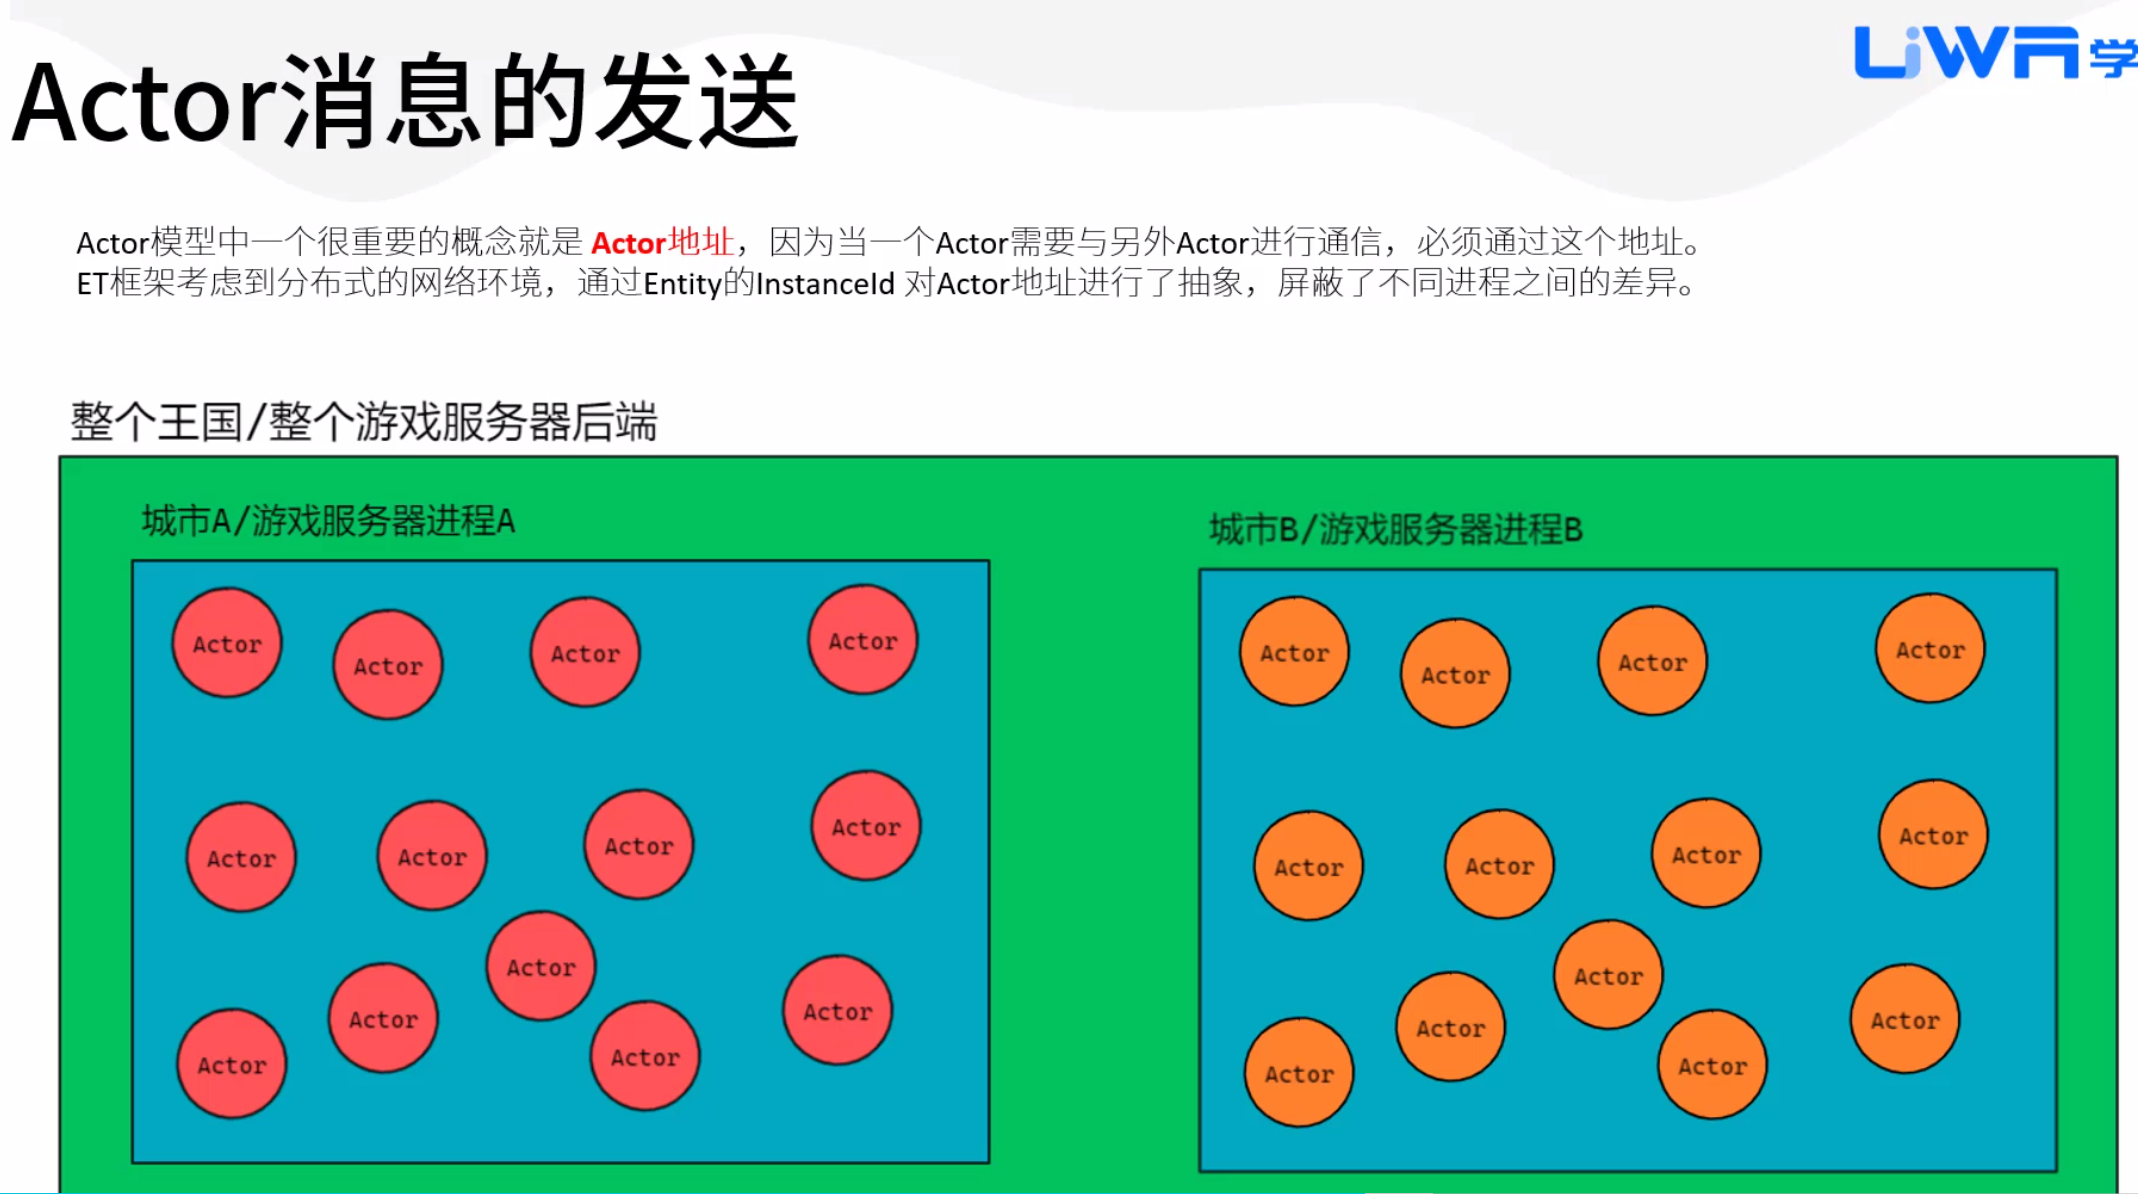 LiWA学
Actor消息的发送
Actor模型中一个很重要的概念就是 Actor地址，因为当一个Actor需要与另外Actor进行通信，必须通过这个地址。
ET框架考虑到分布式的网络环境，通过Entity的InstanceId 对Actor地址进行了抽象，屏蔽了不同进程之间的差异。
整个王国/整个游戏服务器后端
城市A/游戏服务器进程A
Actor
Actor
Actor
Actor
Actor
Actor
Actor
Actor
Actor
Actor
Actor
Actor
Actor
城市B/游戏服务器进程B
Actor
Actor
Actor
Actor
Actor
Actor
Actor
Actor
Actor
Actor
Actor
Actor
Actor